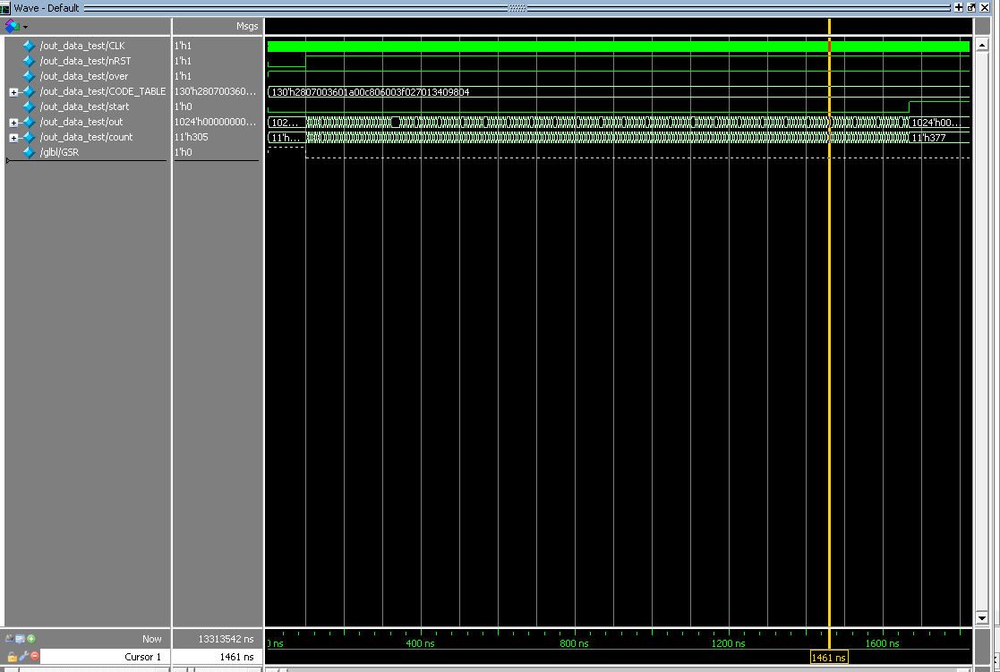 Wave - Default
Msgs
/out_data_test/CLK 1'h1
/out_data_test/nRST 1'h1
/out_data_test/over 1'h1
/out_data_test/CODE_TABLE 130'h280700360... 130'h2807003601a00c806003f027013409804
/out_data_test/start 1'h0
/out_data_test/out 1024'h00000000... 102... 1024'h00...
/out_data_test/count 11'h305 11'h... 11'h377
/glbl/GSR 1'h0
Now 13313542 ns ns 400 ns 800 ns 1200 ns 1600 ns
Cursor 1 1461 ns 1461 ns